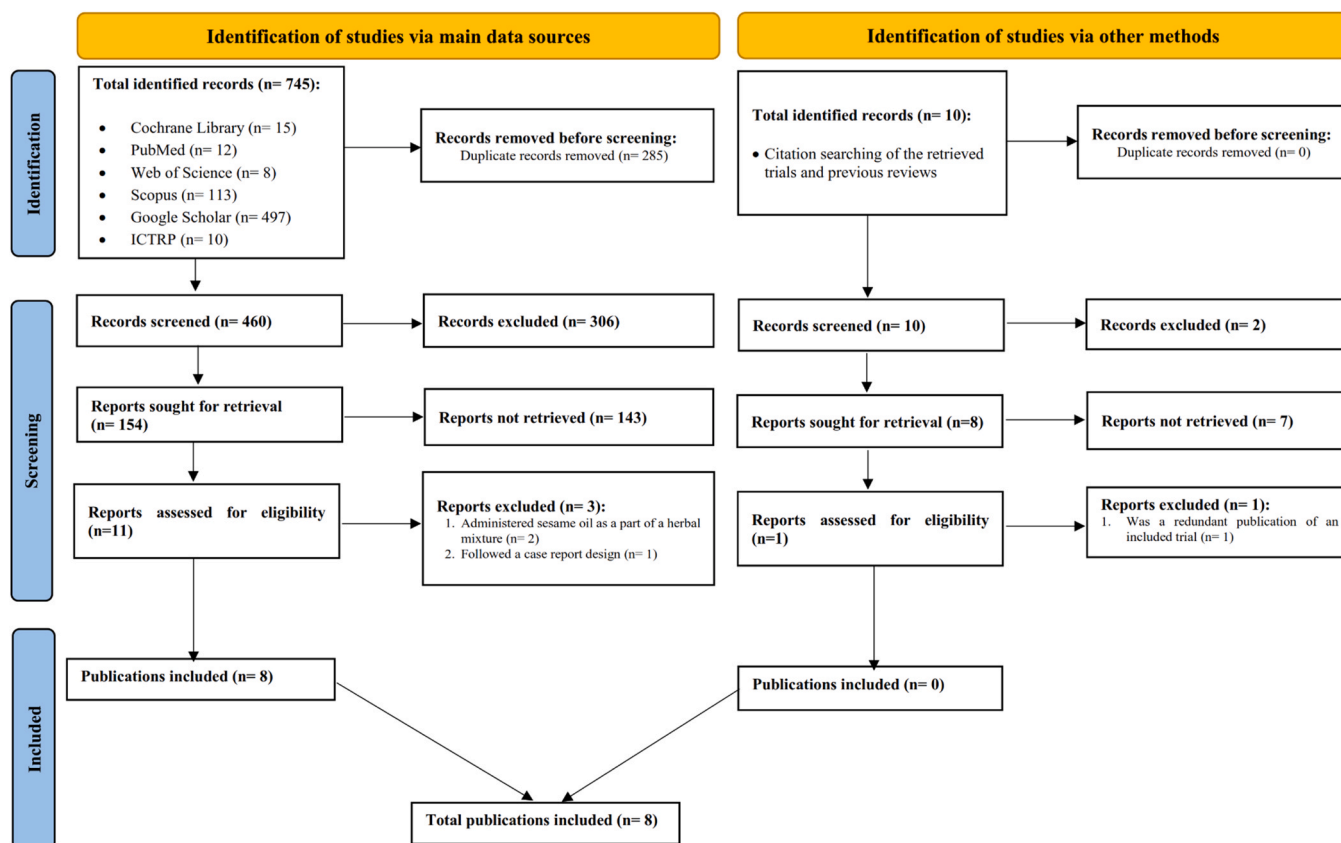 Identification of studies via main data sources
Identification of studies via other methods
Identification
Total identified records (n= 745):
• Cochrane Library (n= 15)
• PubMed (n= 12)
• Web of Science (n= 8)
• Scopus (n= 113)
• Google Scholar (n= 497)
• ICTRP (n= 10)
Records removed before screening:
Duplicate records removed (n= 285)
Total identified records (n= 10):
• Citation searching of the retrieved
trials and previous reviews
Records removed before screening:
Duplicate records removed (n= 0)
Screening
Records screened (n= 460)
Records excluded (n= 306)
Records screened (n= 10)
Records excluded (n= 2)
Reports sought for retrieval
(n= 154)
Reports not retrieved (n= 143)
Reports sought for retrieval (n=8)
Reports not retrieved (n= 7)
Reports assessed for eligibility
(n=11)
Reports excluded (n= 3):
1. Administered sesame oil as a part of a herbal
mixture (n= 2)
2. Followed a case report design (n= 1)
Reports assessed for eligibility
(n=1)
Reports excluded (n= 1):
1. Was a redundant publication of an
included trial (n= 1)
Included
Publications included (n= 8)
Publications included (n= 0)
Total publications included (n= 8)